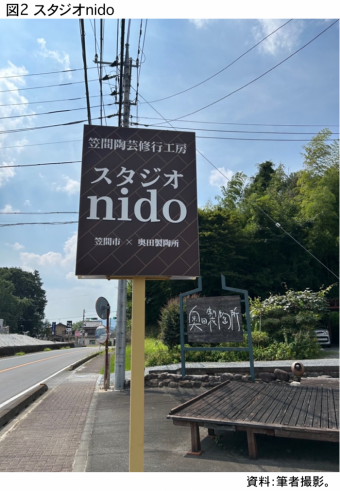 図2 スタジオnido
笠間陶芸修行工房
スタジオ
nido
笠間市 × 奥田製陶所
奥田製陶所
資料:筆者撮影。